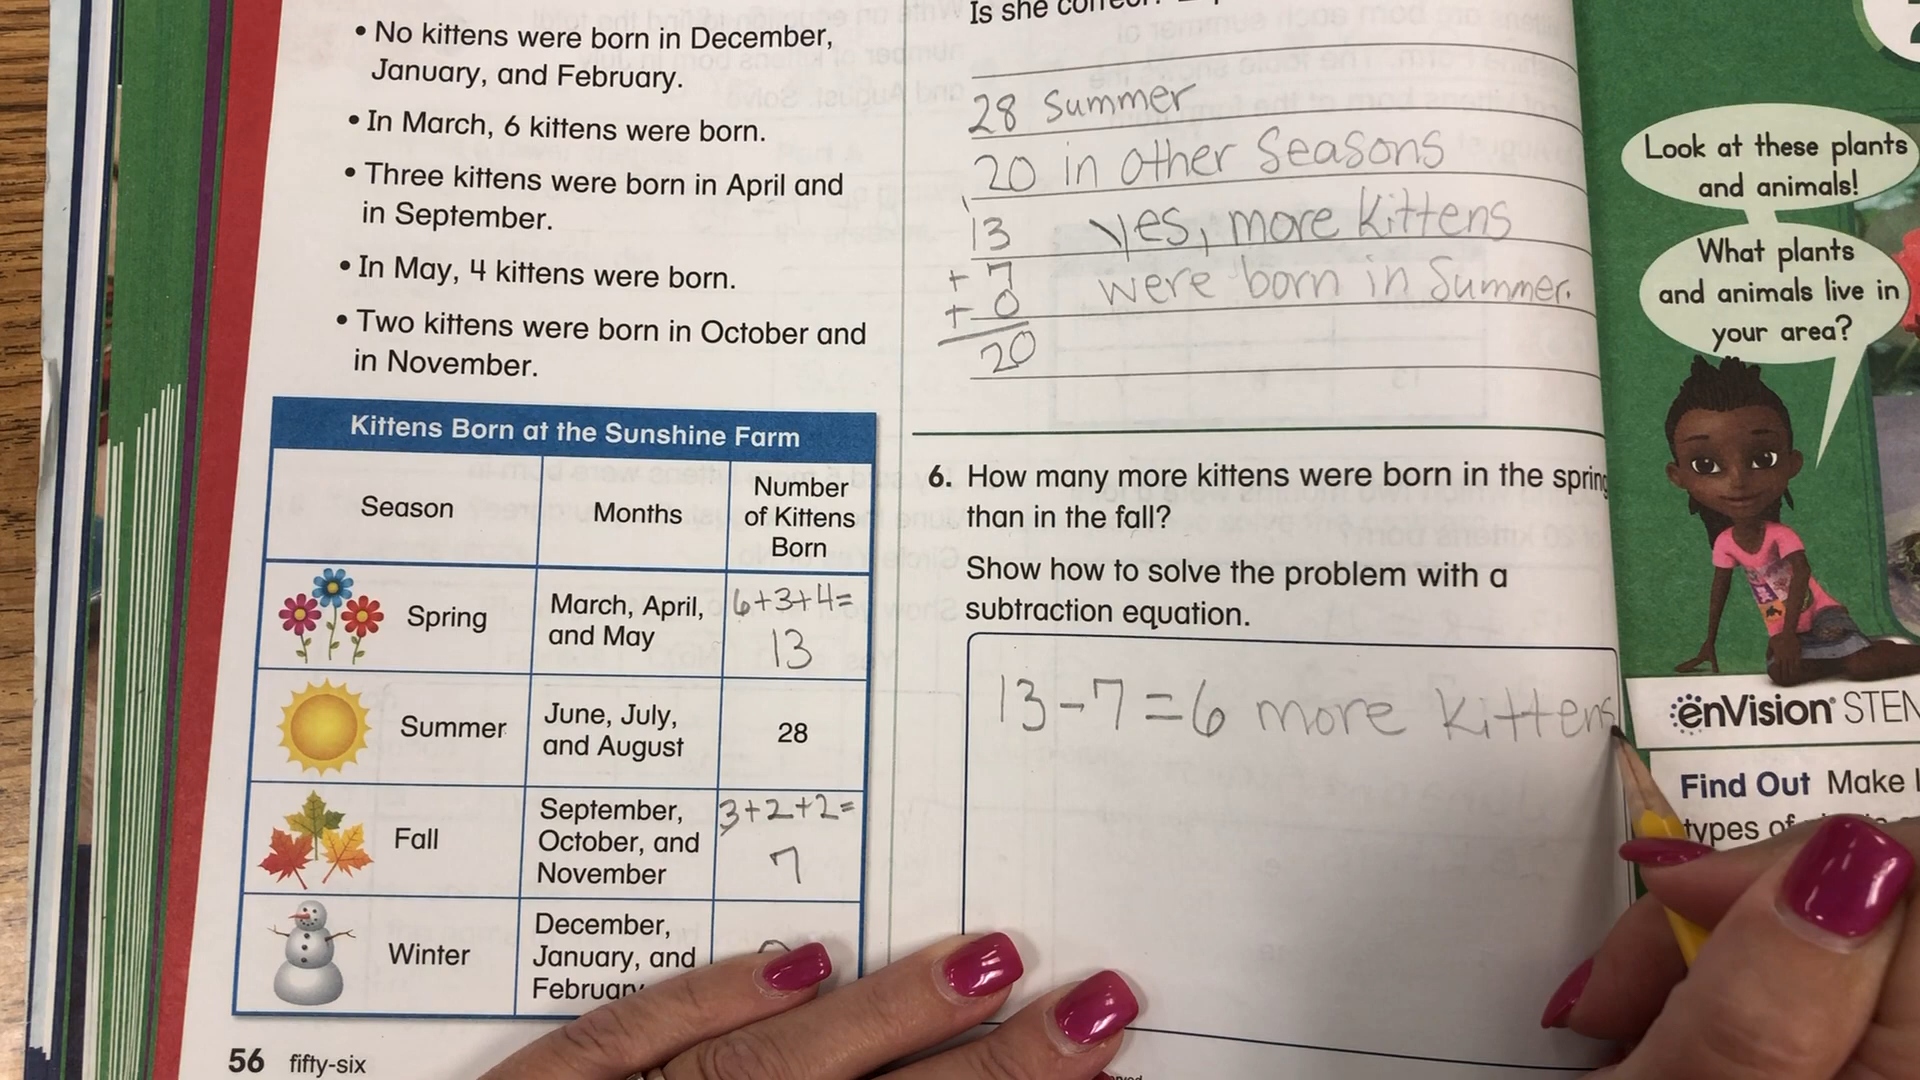 • No kittens were born in December,
January, and February.
• In March, 6 kittens were born.
• Three kittens were born in April and
in September.
• In May, 4 kittens were born.
• Two kittens were born in October and
in November.
Kittens Born at the Sunshine Farm
Season
Months
Number
of Kittens
Born
Spring
March, April,
and May
6+3+4=
13
Summer
June, July,
and August
28
Fall
September,
October, and
November
3+2+2=
7
Winter
December,
January, and
February
56 fifty-six
Is she
28 Summer
20 in other Seasons
13 yes, more kittens
+ 7 were born in Summer.
+ 0
20
6. How many more kittens were born in the spring
than in the fall?
Show how to solve the problem with a
subtraction equation.
13-7=6 more kittens
Look at these plants
and animals!
What plants
and animals live in
your area?
enVision STEM
Find Out Make
types of